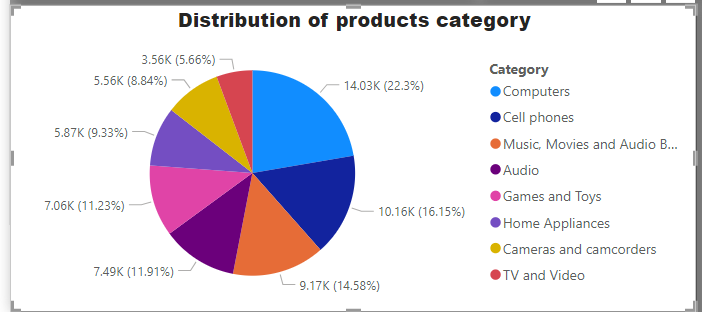 Distribution of products category
3.56K (5.66%)
5.56K (8.84%)
5.87K (9.33%)
7.06K (11.23%)
7.49K (11.91%)
14.03K (22.3%)
10.16K (16.15%)
9.17K (14.58%)
Category
Computers
Cell phones
Music, Movies and Audio B...
Audio
Games and Toys
Home Appliances
Cameras and camcorders
TV and Video